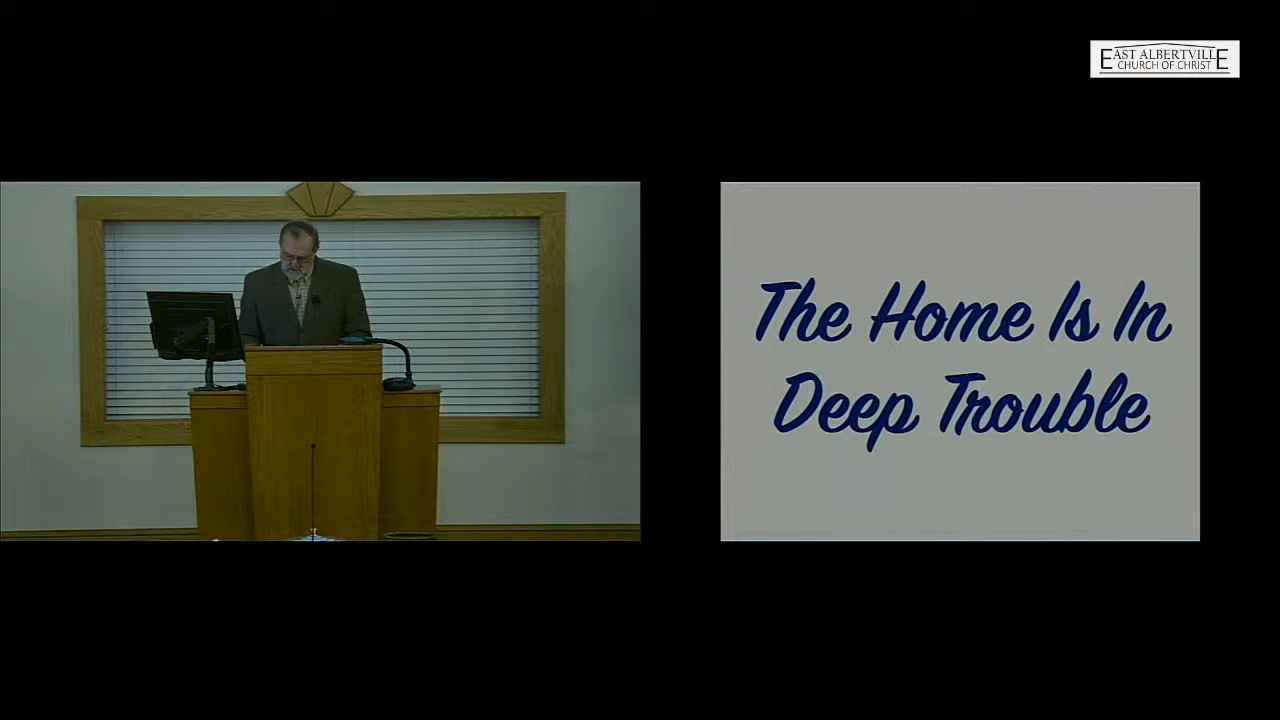 EAST ALBERTVILLE
CHURCH OF CHRIST
The Home Is In
Deep Trouble